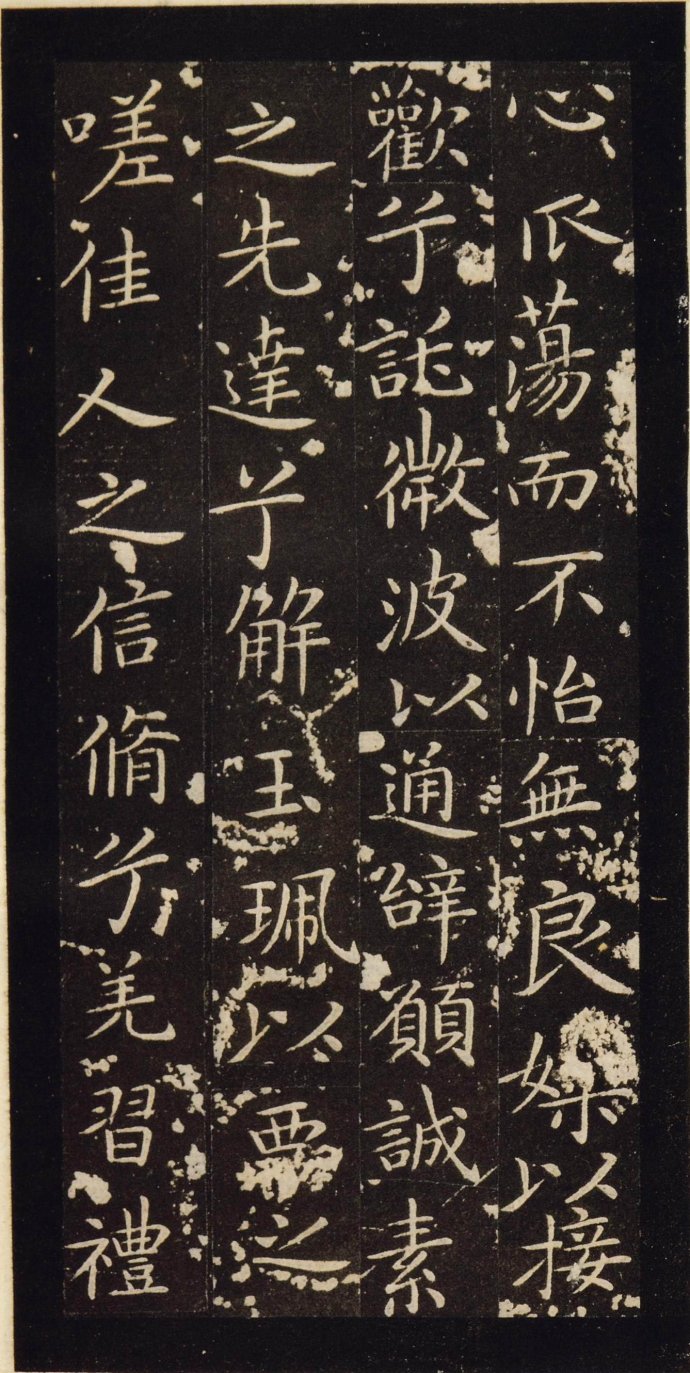 心振蕩而不怡無良媒以接
歡兮託微波以通辭願誠素
之先達兮解玉珮以要之
嗟佳人之信脩兮羌習禮